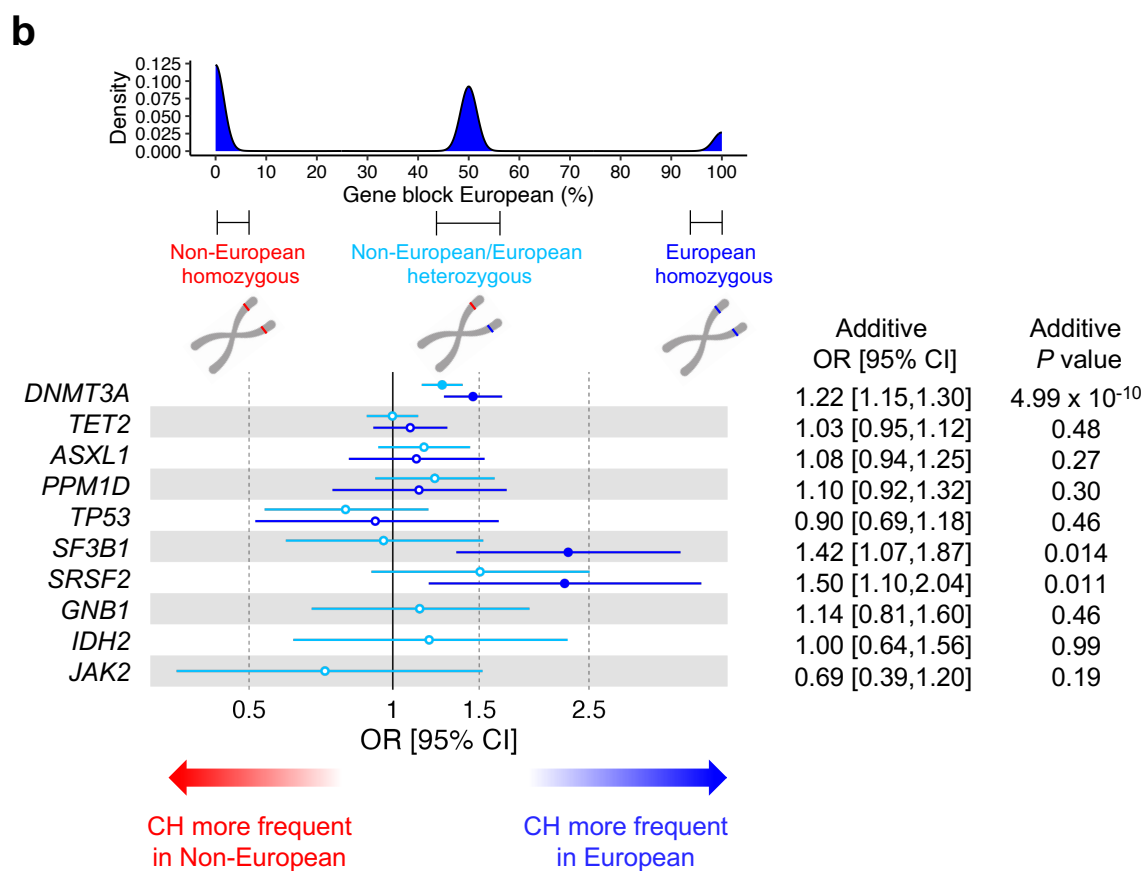 b
Density
0.125
0.100
0.075
0.050
0.025
0.000
0 10 20 30 40 50 60 70 80 90 100
Gene block European (%)
Non-European
homozygous
Non-European/European
heterozygous
European
homozygous
Additive
OR [95% CI]
Additive
P value
DNMT3A 1.22 [1.15,1.30] 4.99 x 10⁻¹⁰
TET2 1.03 [0.95,1.12] 0.48
ASXL1 1.08 [0.94,1.25] 0.27
PPM1D 1.10 [0.92,1.32] 0.30
TP53 0.90 [0.69,1.18] 0.46
SF3B1 1.42 [1.07,1.87] 0.014
SRSF2 1.50 [1.10,2.04] 0.011
GNB1 1.14 [0.81,1.60] 0.46
IDH2 1.00 [0.64,1.56] 0.99
JAK2 0.69 [0.39,1.20] 0.19
0.5 1 1.5 2.5
OR [95% CI]
CH more frequent
in Non-European
CH more frequent
in European